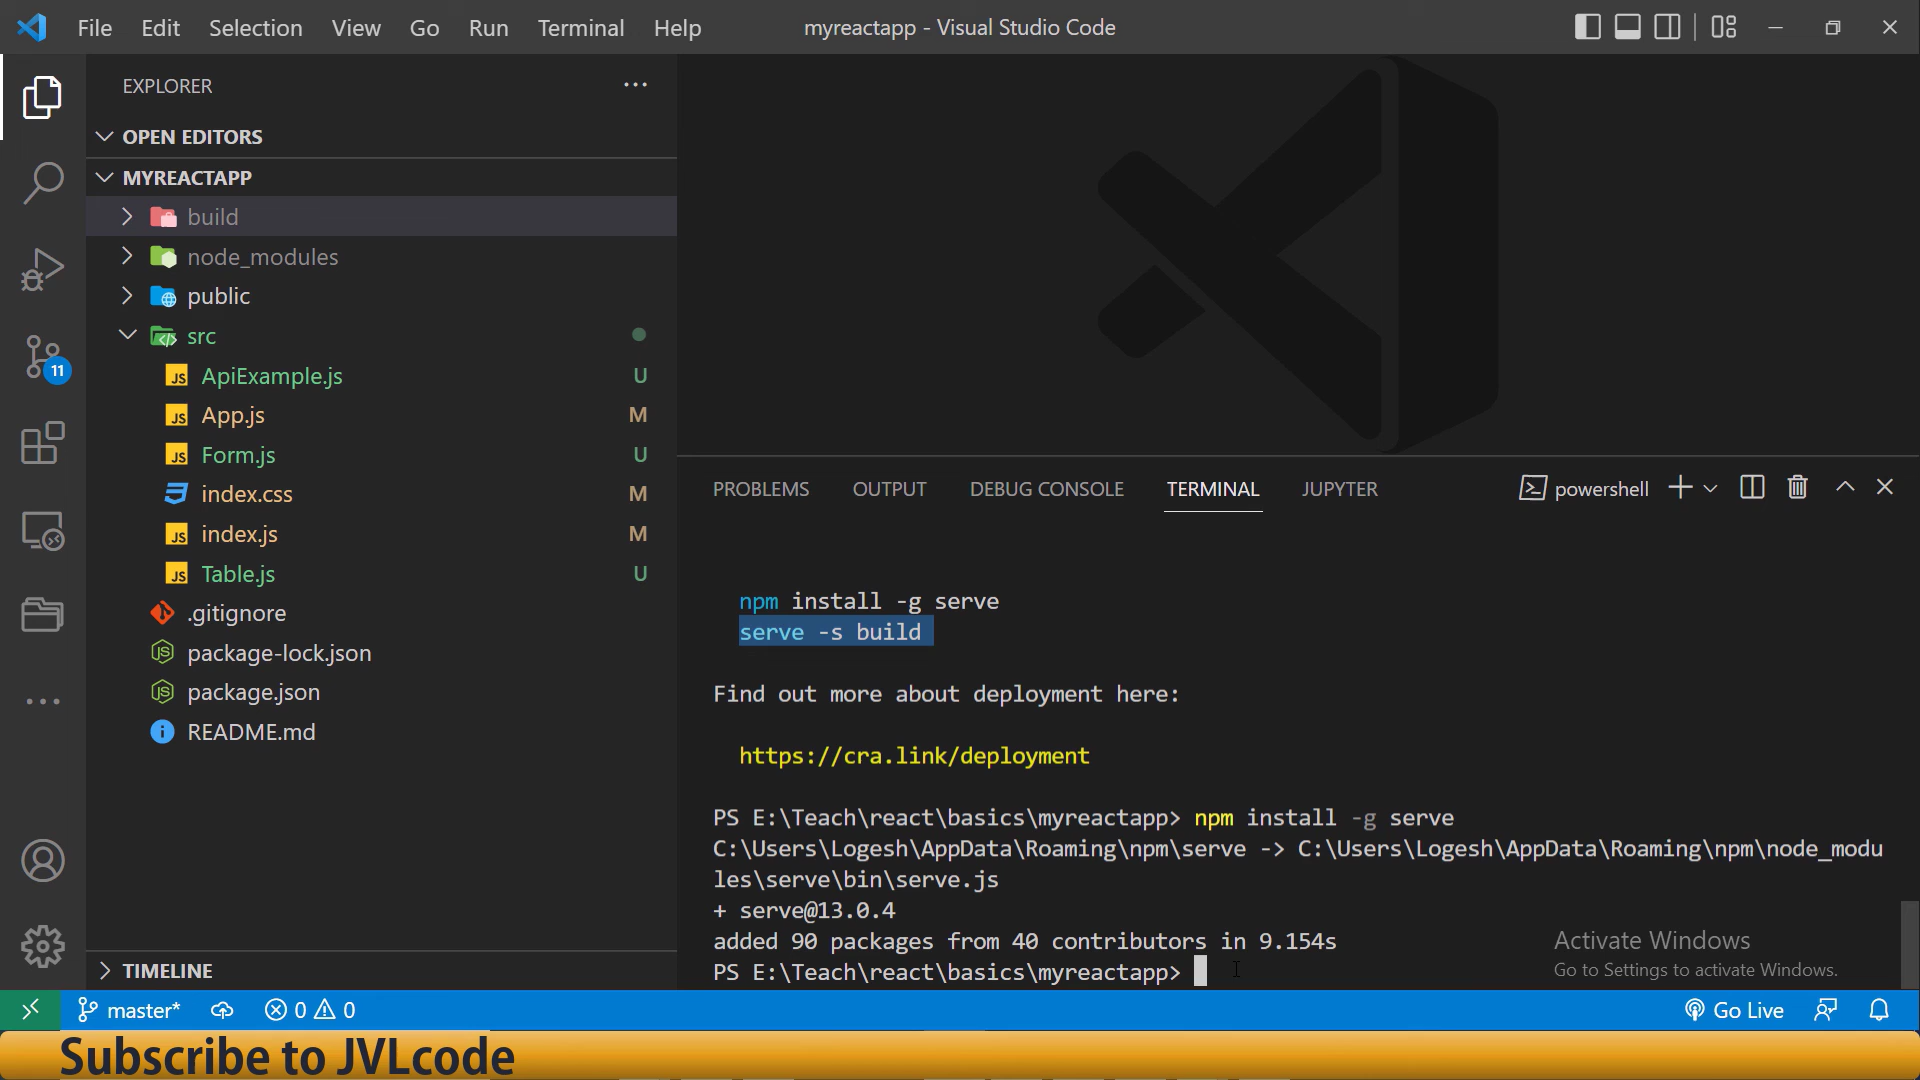 File Edit Selection View Go Run Terminal Help
myreactapp - Visual Studio Code
EXPLORER
OPEN EDITORS
MYREACTAPP
build
node_modules
public
src
JS ApiExample.js U
JS App.js M
JS Form.js U
index.css M
JS index.js M
JS Table.js U
.gitignore
package-lock.json
package.json
README.md
TIMELINE
11
PROBLEMS OUTPUT DEBUG CONSOLE TERMINAL JUPYTER
powershell
npm install -g serve
serve -s build
Find out more about deployment here:
https://cra.link/deployment
PS E:\Teach\react\basics\myreactapp> npm install -g serve
C:\Users\Logesh\AppData\Roaming\npm\serve -> C:\Users\Logesh\AppData\Roaming\npm\node_modu
les\serve\bin\serve.js
+ serve@13.0.4
added 90 packages from 40 contributors in 9.154s
PS E:\Teach\react\basics\myreactapp>
Activate Windows
Go to Settings to activate Windows.
master* 0 0
Go Live
Subscribe to JVLcode